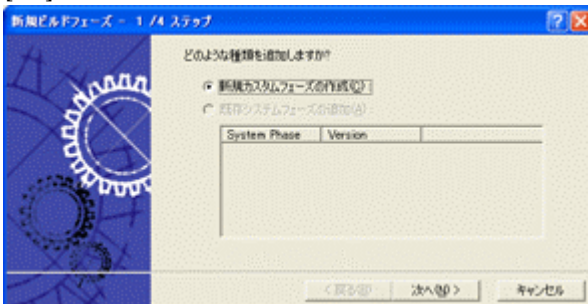 新規ビルドフェーズ - 1 /4 ステップ
どのような種類を追加しますか?
新規カスタムフェーズの作成(C) :
既存システムフェーズの追加(A) :
System Phase Version
< 戻る(B) 次へ(N) > キャンセル